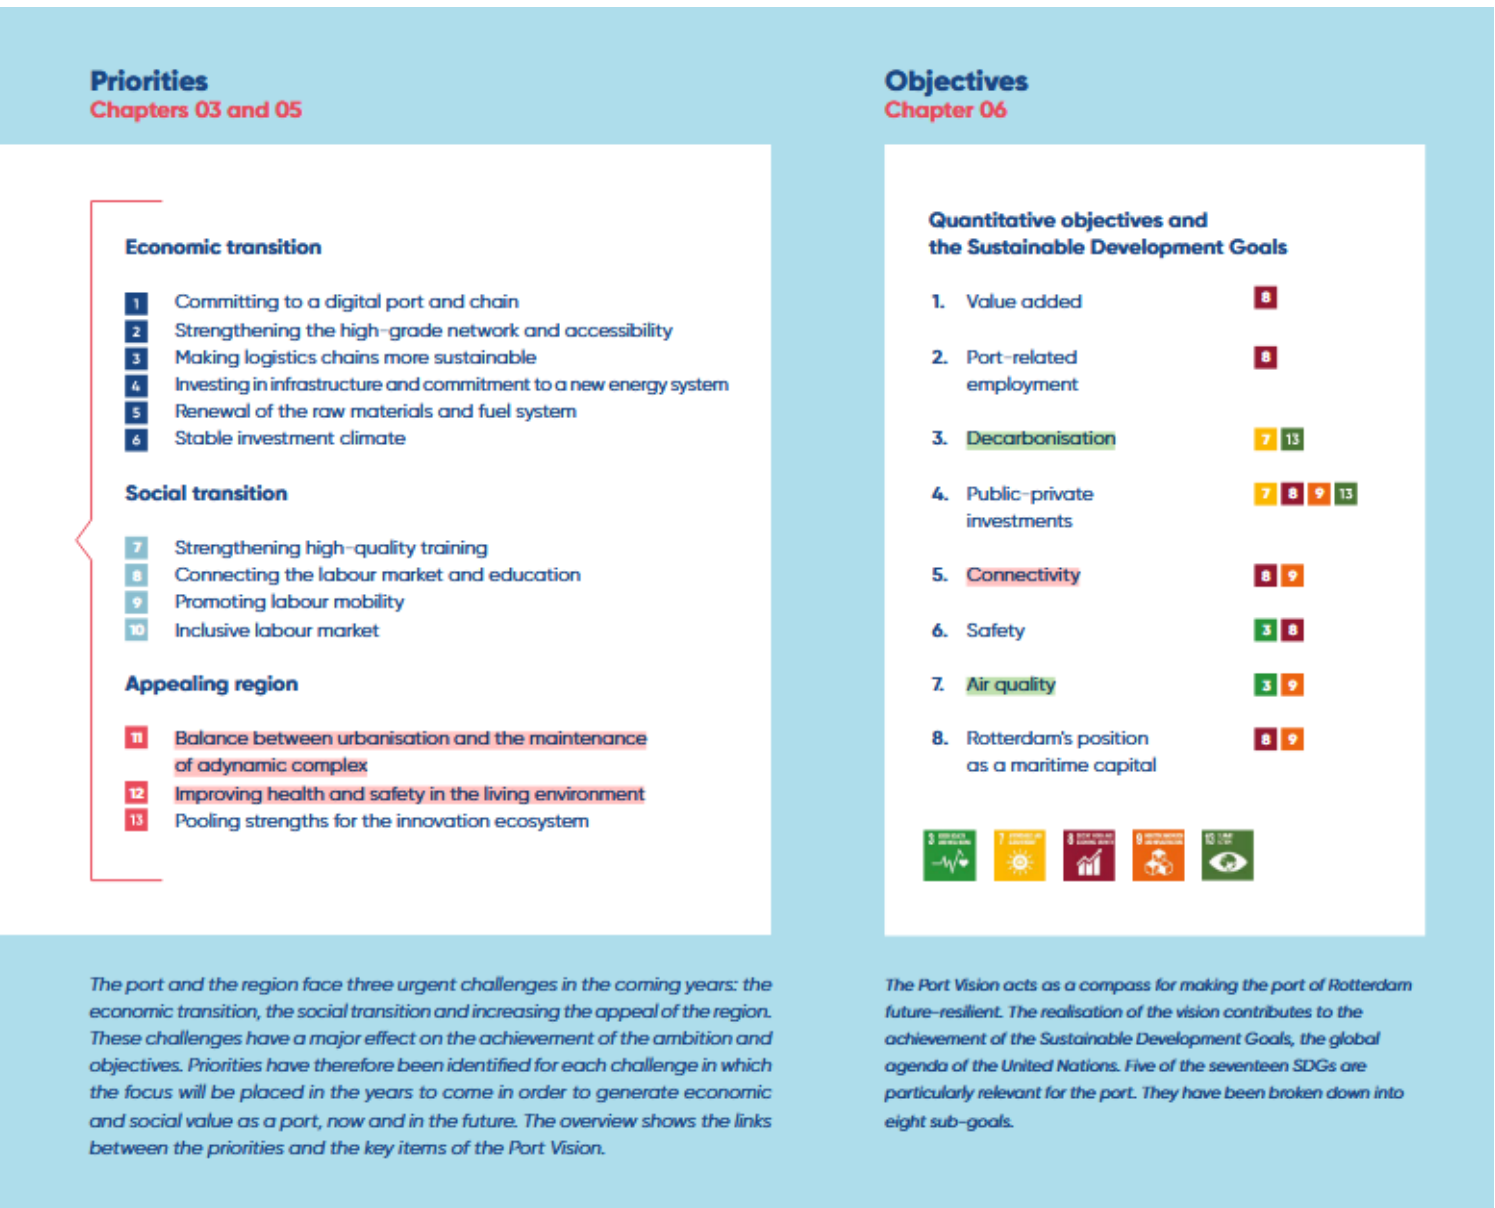 Priorities
Chapters 03 and 05
Economic transition
1 Committing to a digital port and chain
2 Strengthening the high-grade network and accessibility
3 Making logistics chains more sustainable
4 Investing in infrastructure and commitment to a new energy system
5 Renewal of the raw materials and fuel system
6 Stable investment climate
Social transition
7 Strengthening high-quality training
8 Connecting the labour market and education
9 Promoting labour mobility
10 Inclusive labour market
Appealing region
11 Balance between urbanisation and the maintenance
of adynamic complex
12 Improving health and safety in the living environment
13 Pooling strengths for the innovation ecosystem
The port and the region face three urgent challenges in the coming years: the
economic transition, the social transition and increasing the appeal of the region.
These challenges have a major effect on the achievement of the ambition and
objectives. Priorities have therefore been identified for each challenge in which
the focus will be placed in the years to come in order to generate economic
and social value as a port, now and in the future. The overview shows the links
between the priorities and the key items of the Port Vision.
Objectives
Chapter 06
Quantitative objectives and
the Sustainable Development Goals
1. Value added 8
2. Port-related 8
employment
3. Decarbonisation 7 13
4. Public-private 7 8 9 13
investments
5. Connectivity 8 9
6. Safety 3 8
7. Air quality 3 9
8. Rotterdam's position 8 9
as a maritime capital
3 7 8 9 13
The Port Vision acts as a compass for making the port of Rotterdam
future-resilient. The realisation of the vision contributes to the
achievement of the Sustainable Development Goals, the global
agenda of the United Nations. Five of the seventeen SDGs are
particularly relevant for the port. They have been broken down into
eight sub-goals.